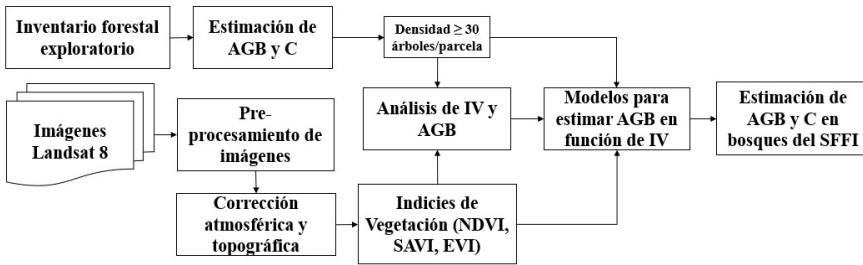 Inventario forestal
exploratorio
Estimación de
AGB y C
Densidad ≥ 30
árboles/parcela
Imágenes
Landsat 8
Pre-
procesamiento de
imágenes
Análisis de IV y
AGB
Modelos para
estimar AGB en
función de IV
Estimación de
AGB y C en
bosques del SFFI
Corrección
atmosférica y
topográfica
Indicies de
Vegetación (NDVI,
SAVI, EVI)